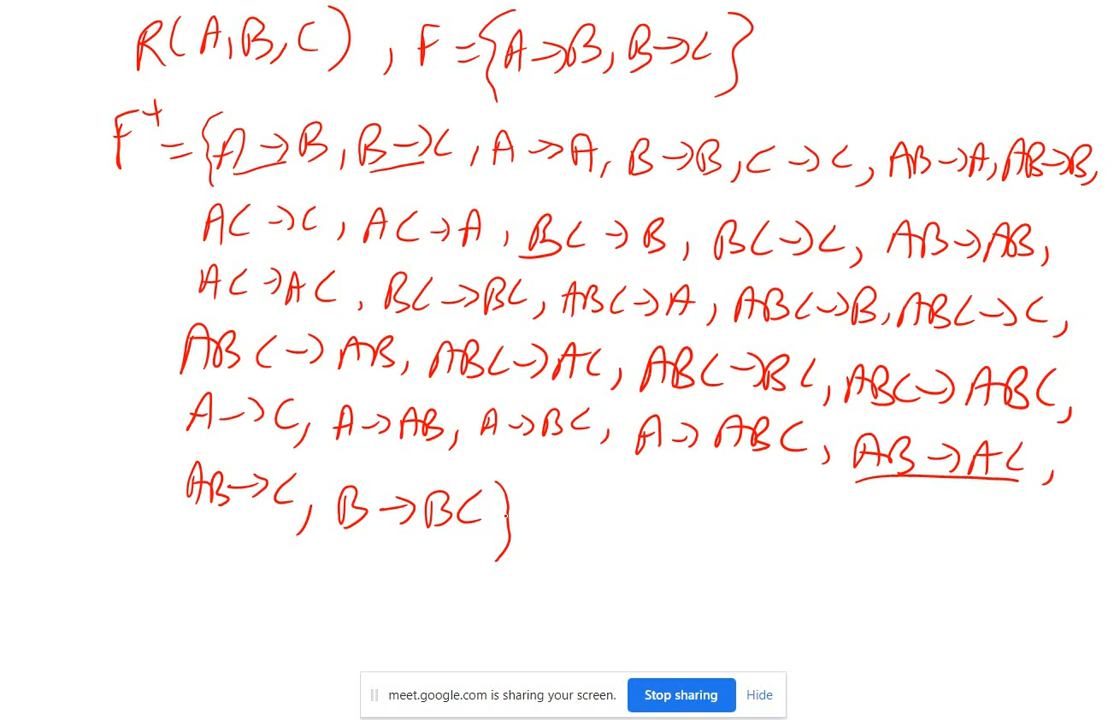 R(A,B,C), F={A→B, B→C}
F⁺={A→B, B→C, A→A, B→B, C→C, AB→A, AB→B,
AC→C, AC→A, BC→B, BC→C, AB→AB,
AC→AC, BC→BC, ABC→A, ABC→B, ABC→C,
ABC→AB, ABC→AC, ABC→BC, ABC→ABC,
A→C, A→AB, A→BC, A→ABC, AB→AC,
AB→C, B→BC}
meet.google.com is sharing your screen. Stop sharing Hide